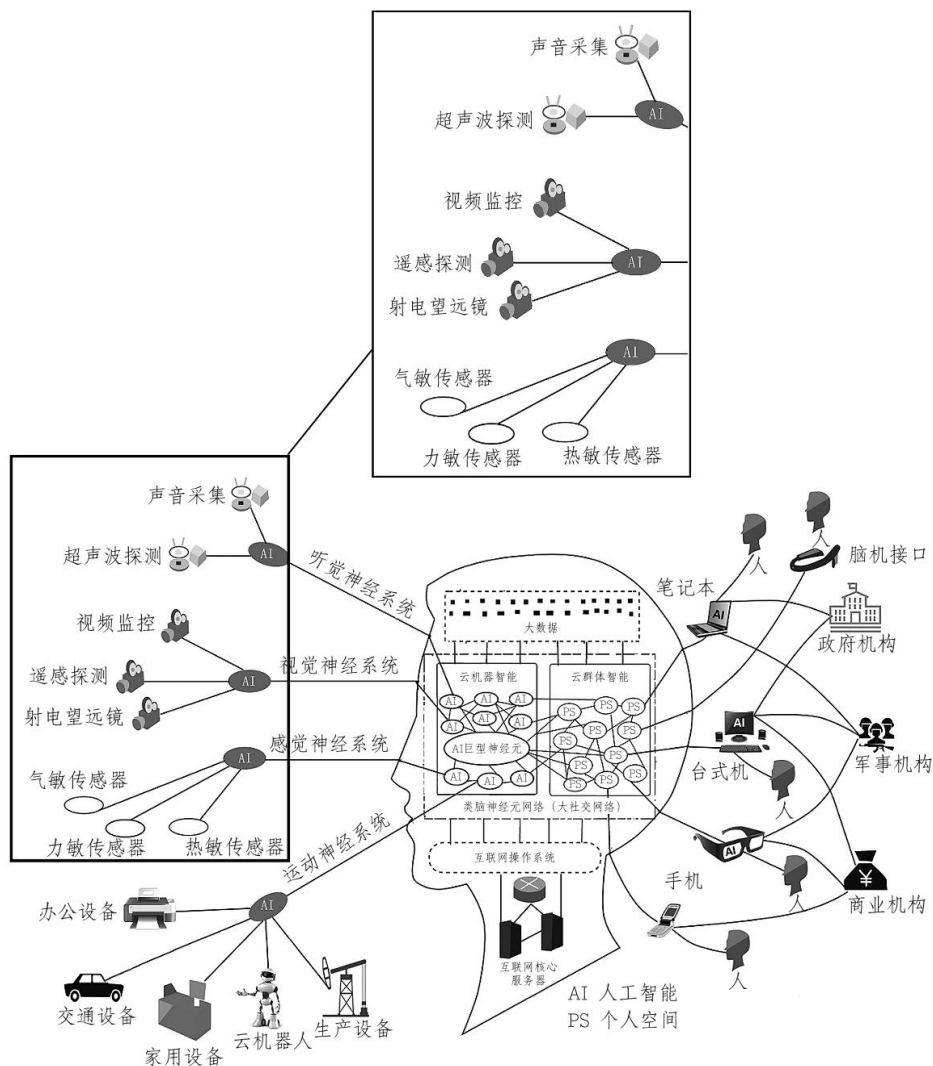 声音采集
AI
超声波探测
视频监控
遥感探测
AI
射电望远镜
AI
气敏传感器
力敏传感器
热敏传感器
声音采集
超声波探测
AI
听觉神经系统
视频监控
遥感探测
AI
视觉神经系统
射电望远镜
感觉神经系统
AI
气敏传感器
力敏传感器
热敏传感器
运动神经系统
办公设备
AI
交通设备
家用设备
云机器人
生产设备
大数据
云机器智能
云群体智能
AI
AI
AI
AI
AI
AI
AI巨型神经元
AI
AI
AI
PS
PS
PS
PS
PS
PS
PS
PS
PS
PS
PS
类脑神经元网络（大社交网络）
互联网操作系统
互联网核心
服务器
笔记本
AI
人
人
脑机接口
政府机构
AI
台式机
人
军事机构
AI
人
手机
商业机构
人
AI 人工智能
PS 个人空间